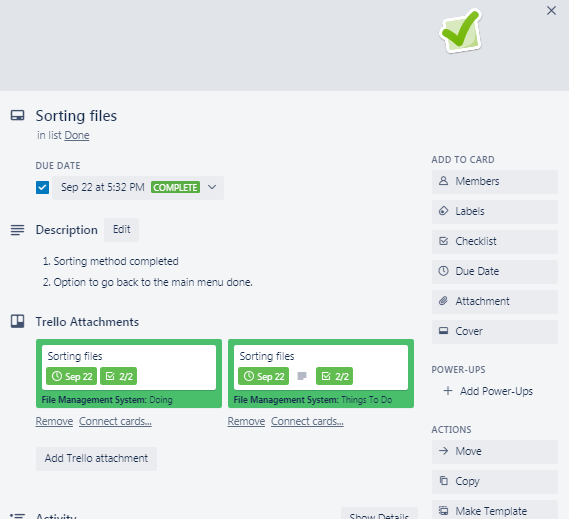 Sorting files
in list Done
DUE DATE
Sep 22 at 5:32 PM COMPLETE
Description Edit
1. Sorting method completed
2. Option to go back to the main menu done.
Trello Attachments
Sorting files
Sep 22 2/2
File Management System: Doing
Remove Connect cards...
Sorting files
Sep 22 2/2
File Management System: Things To Do
Remove Connect cards...
Add Trello attachment
Activity Show Details
ADD TO CARD
Members
Labels
Checklist
Due Date
Attachment
Cover
POWER-UPS
+ Add Power-Ups
ACTIONS
Move
Copy
Make Template